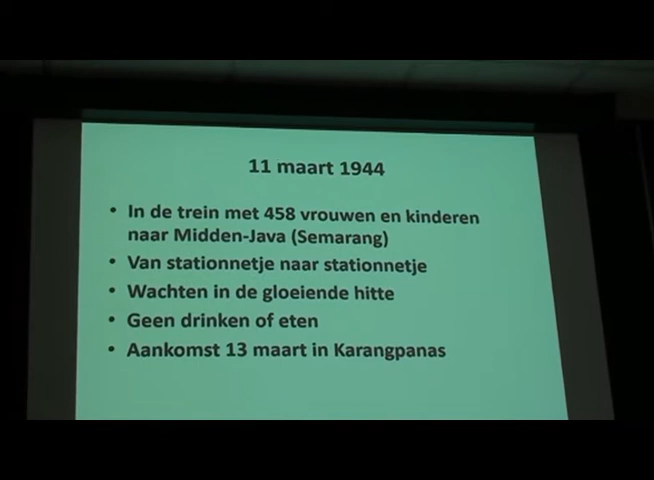 11 maart 1944
• In de trein met 458 vrouwen en kinderen
naar Midden-Java (Semarang)
• Van stationnetje naar stationnetje
• Wachten in de gloeiende hitte
• Geen drinken of eten
• Aankomst 13 maart in Karangpanas